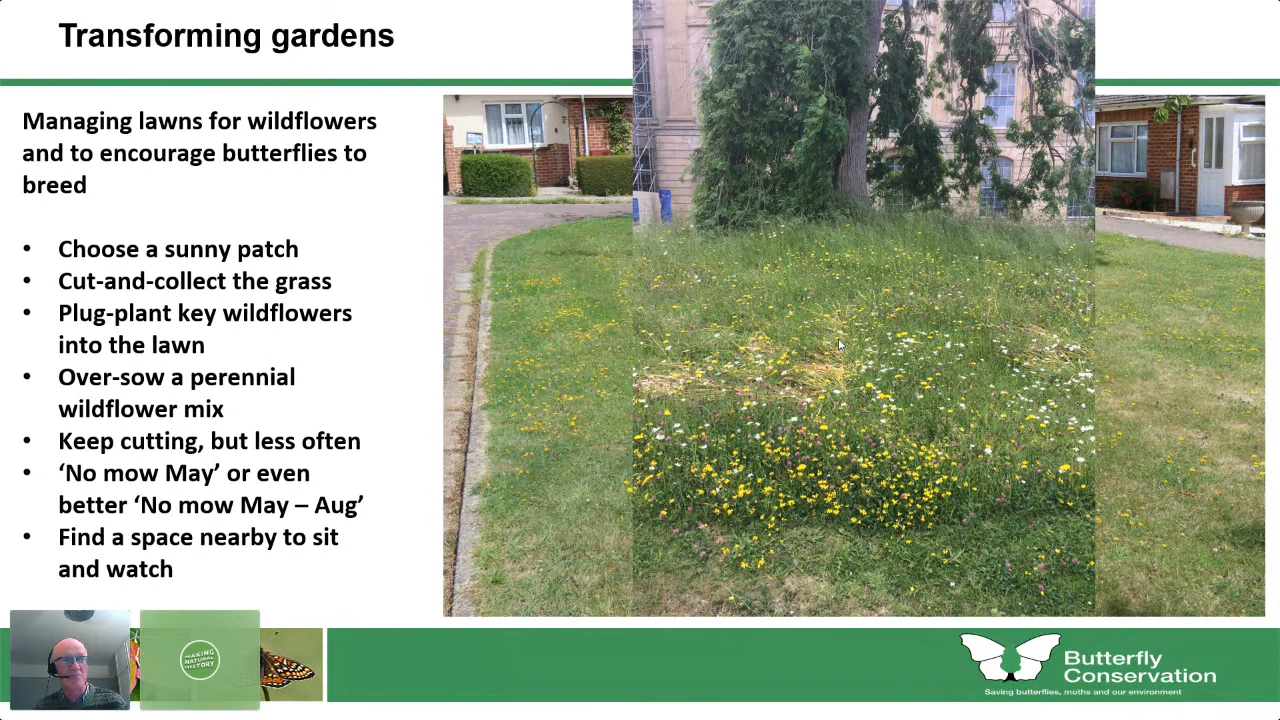 Transforming gardens
Managing lawns for wildflowers
and to encourage butterflies to
breed
• Choose a sunny patch
• Cut-and-collect the grass
• Plug-plant key wildflowers
into the lawn
• Over-sow a perennial
wildflower mix
• Keep cutting, but less often
• ‘No mow May’ or even
better ‘No mow May – Aug’
• Find a space nearby to sit
and watch
MAKING
NATURAL
HISTORY
Butterfly
Conservation
Saving butterflies, moths and our environment